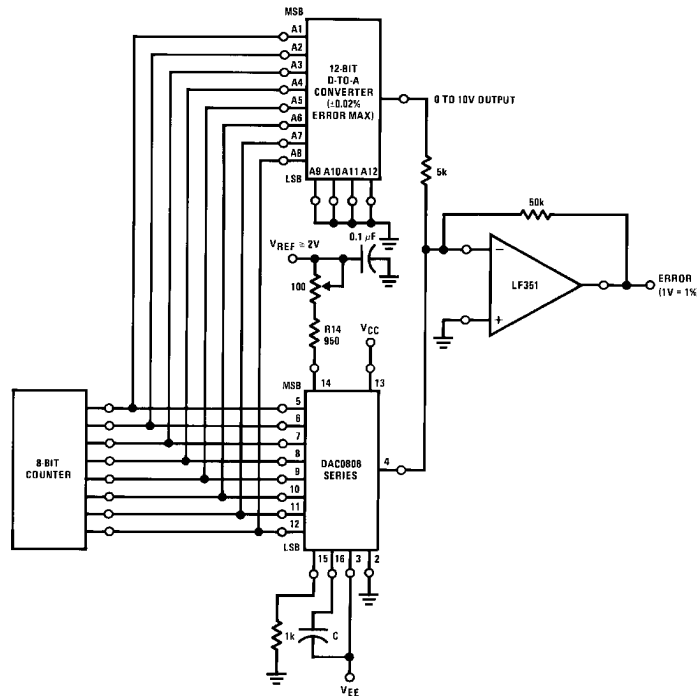 MSB
A1
A2
A3
A4
A5
A6
A7
A8
LSB
12-BIT
D-TO-A
CONVERTER
(±0.02%
ERROR MAX)
A9 A10 A11 A12
0 TO 10V OUTPUT
5k
50k
0.1 μF
VREF ≅ 2V
100
R14
950
VCC
LF351
−
+
ERROR
(1V = 1%
8-BIT
COUNTER
MSB
14
13
5
6
7
8
9
10
11
12
LSB
DAC0808
SERIES
4
15
16
3
2
1k
C
VEE